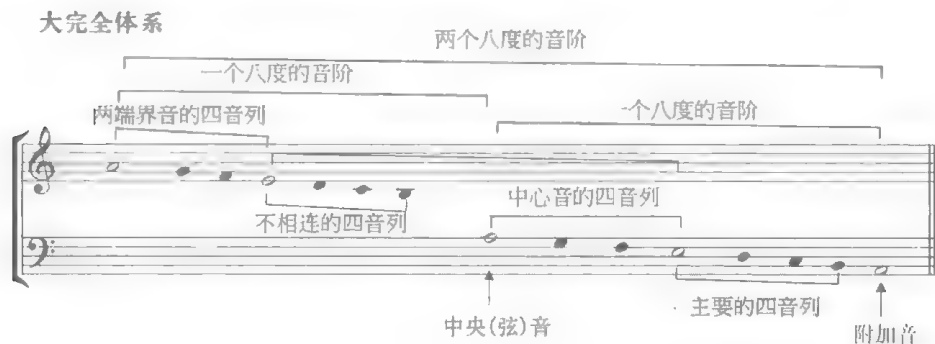 大完全体系
两个八度的音阶
一个八度的音阶
一个八度的音阶
两端界音的四音列
中心音的四音列
不相连的四音列
主要的四音列
中央(弦)音
附加音